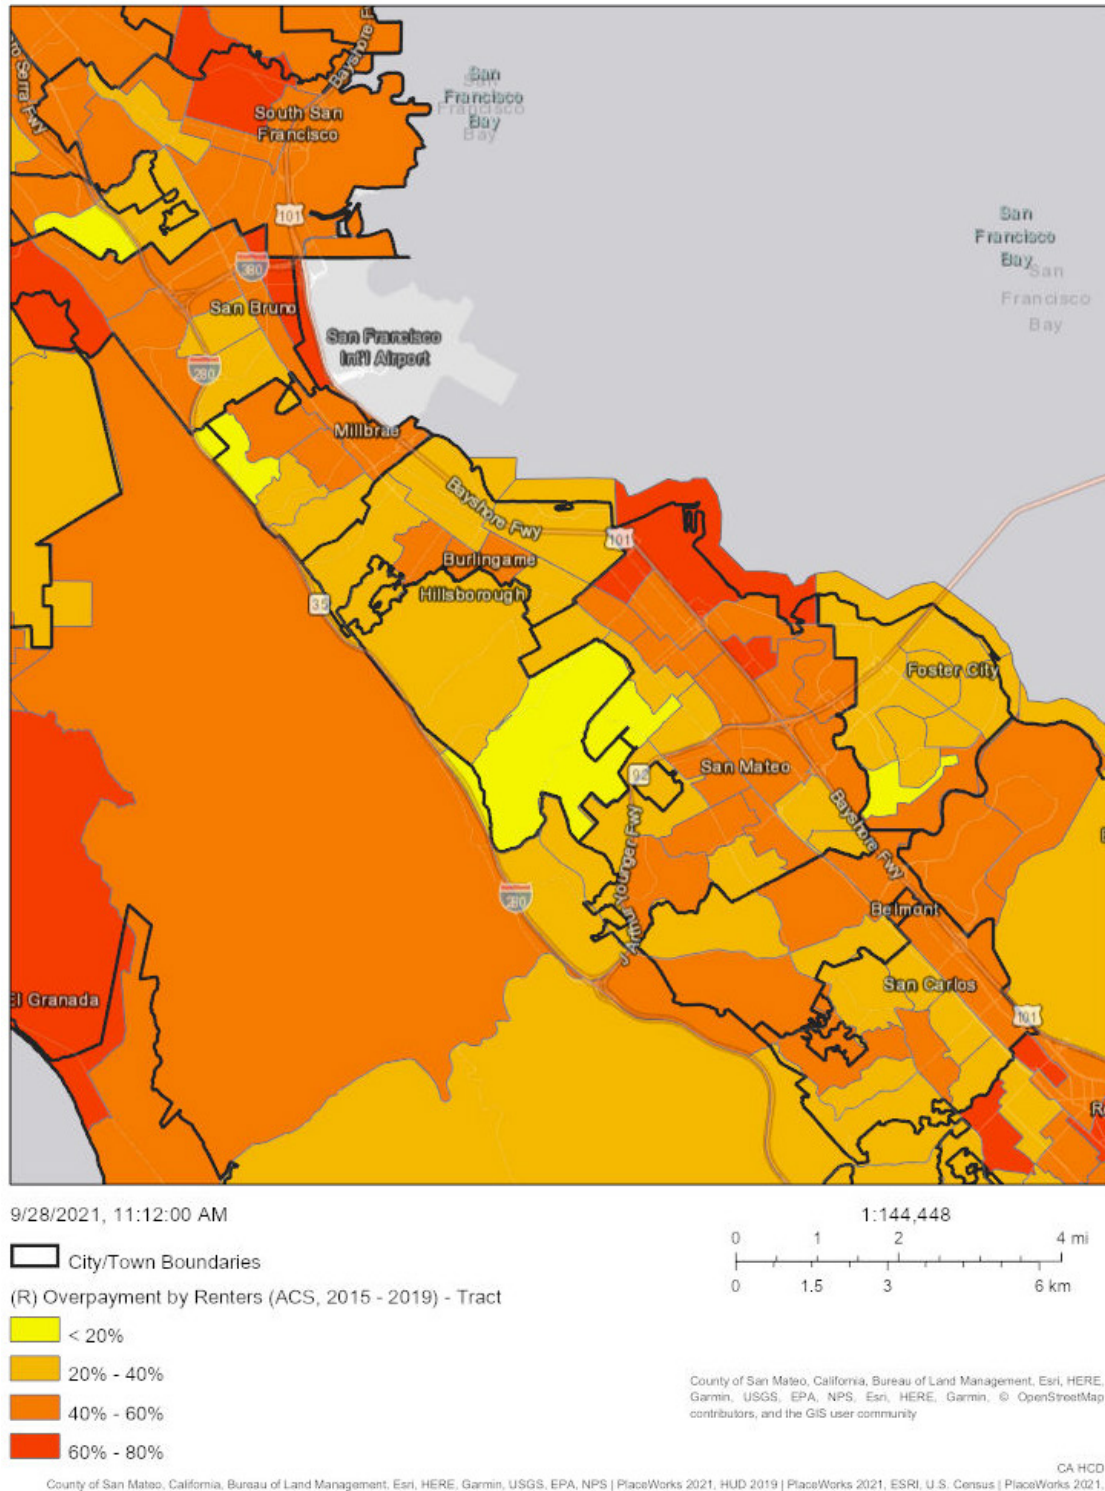 Bayshore F
ero Serra Fwy
San
Francisco
Bay
San
Francisco
Bay
South San
Francisco
101
San
Francisco
Bay
San
Francisco
Bay
380
San Bruno
San Francisco
Int'l Airport
280
Millbrae
Bayshore Fwy
101
Burlingame
Hillsborough
35
Foster City
92
San Mateo
Bayshore Fwy
J Arthur Younger Fwy
280
Belmont
San Carlos
El Granada
101
R
9/28/2021, 11:12:00 AM
1:144,448
0 1 2 4 mi
0 1.5 3 6 km
City/Town Boundaries
(R) Overpayment by Renters (ACS, 2015 - 2019) - Tract
< 20%
20% - 40%
40% - 60%
60% - 80%
County of San Mateo, California, Bureau of Land Management, Esri, HERE,
Garmin, USGS, EPA, NPS, Esri, HERE, Garmin, © OpenStreetMap
contributors, and the GIS user community
CA HCD
County of San Mateo, California, Bureau of Land Management, Esri, HERE, Garmin, USGS, EPA, NPS | PlaceWorks 2021, HUD 2019 | PlaceWorks 2021, ESRI, U.S. Census | PlaceWorks 2021,